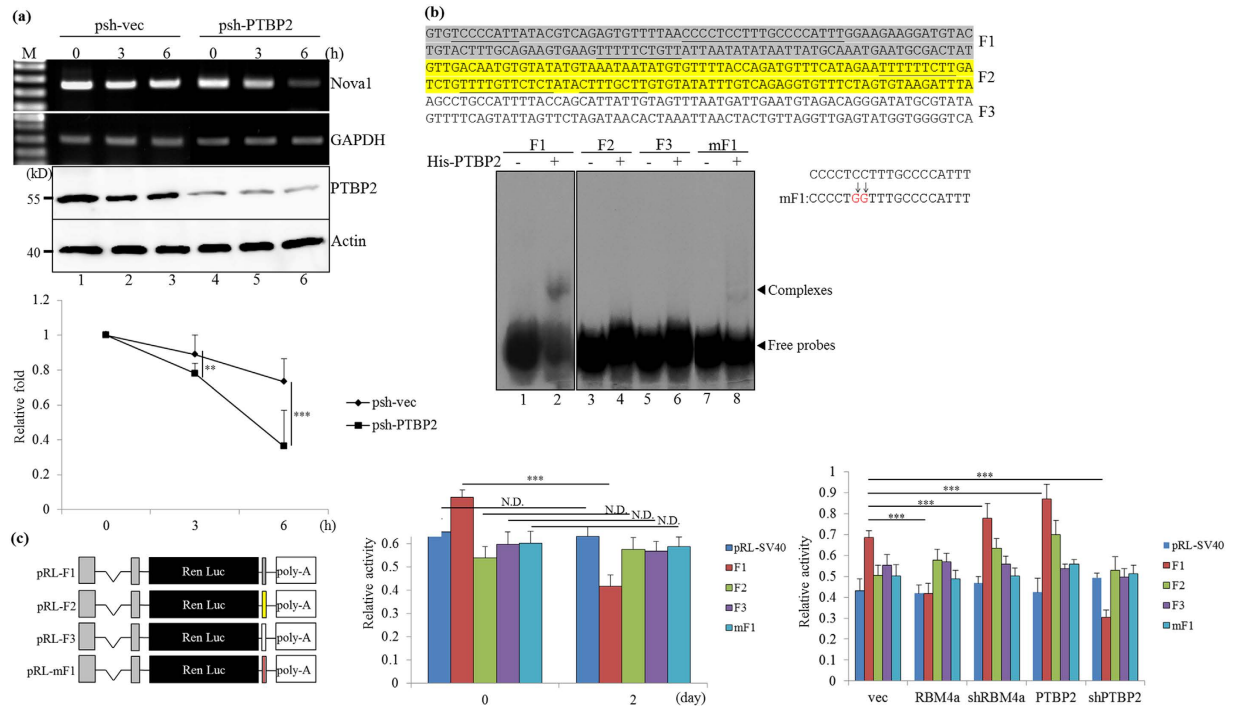 (a)
psh-vec psh-PTBP2
M 0 3 6 0 3 6 (h)
Nova1
GAPDH
(kD)
PTBP2
55
Actin
40
1 2 3 4 5 6
1.2
1
0.8
0.6
0.4
0.2
0
Relative fold
**
***
psh-vec
psh-PTBP2
0 3 6 (h)
(b)
GTGTCCCCATTATACGTCAGAGTGTTTTAACCCCTCCTTTGCCCCATTTGGAAGAAGGATGTAC
TGTACTTTGCAGAAGTGAAGTTTTTCTGTTATTAATATATAATTATGCAAATGAATGCGACTAT
F1
GTTGACAATGTGTATATGTAAATAATATGTGTTTTACCAGATGTTTCATAGAATTTTTTCTTGA
TCTGTTTTGTTCTCTATACTTTGCTTGTGTATATTTGTCAGAGGTGTTTCTAGTGTAAGATTTA
F2
AGCCTGCCATTTTACCAGCATTATTGTAGTTTAATGATTGAATGTAGACAGGGATATGCGTATA
GTTTTCAGTATTAGTTCTAGATAACACTAAATTAACTACTGTTAGGTTGAGTATGGTGGGGTCA
F3
F1 F2 F3 mF1
His-PTBP2 - + - + - + - +
Complexes
Free probes
1 2 3 4 5 6 7 8
CCCCTCCTTTGCCCCATTT
mF1:CCCCTGGTTTGCCCCATTT
(c)
pRL-F1 Ren Luc poly-A
pRL-F2 Ren Luc poly-A
pRL-F3 Ren Luc poly-A
pRL-mF1 Ren Luc poly-A
***
N.D.
N.D.
N.D.
N.D.
0.6
0.5
0.4
0.3
0.2
0.1
0
Relative activity
0 2 (day)
pRL-SV40
F1
F2
F3
mF1
***
***
***
***
1
0.9
0.8
0.7
0.6
0.5
0.4
0.3
0.2
0.1
0
Relative activity
vec RBM4a shRBM4a PTBP2 shPTBP2
pRL-SV40
F1
F2
F3
mF1